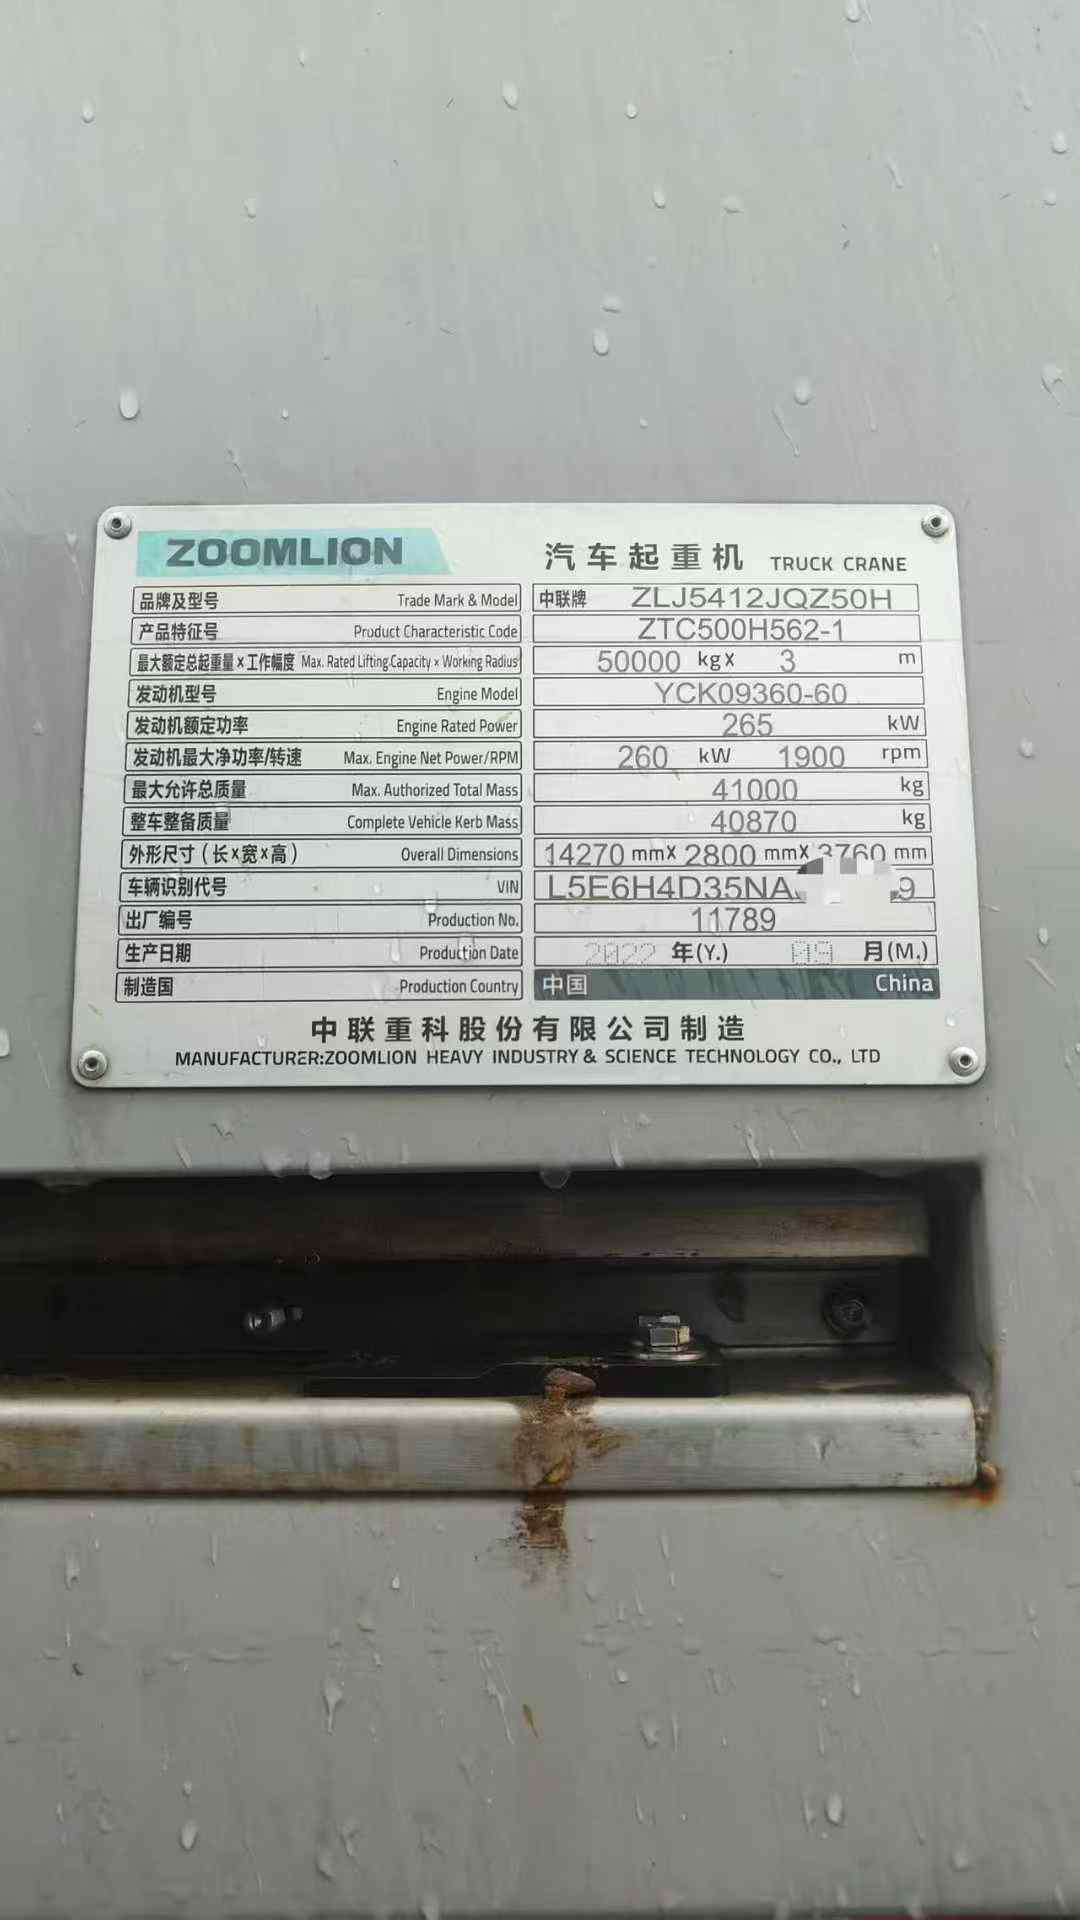 ZOOMLION 汽车起重机 TRUCK CRANE
品牌及型号 Trade Mark & Model 中联牌 ZLJ5412JQZ50H
产品特征号 Product Characteristic Code ZTC500H562-1
最大额定总起重量×工作幅度 Max. Rated Lifting Capacity × Working Radius 50000 kg× 3 m
发动机型号 Engine Model YCK09360-60
发动机额定功率 Engine Rated Power 265 kW
发动机最大净功率/转速 Max. Engine Net Power/RPM 260 kW 1900 rpm
最大允许总质量 Max. Authorized Total Mass 41000 kg
整车整备质量 Complete Vehicle Kerb Mass 40870 kg
外形尺寸(长×宽×高) Overall Dimensions 14270 mm× 2800 mm× 3760 mm
车辆识别代号 VIN L5E6H4D35NA 9
出厂编号 Production No. 11789
生产日期 Production Date 2022 年(Y.) 09 月(M.)
制造国 Production Country 中国 China
中联重科股份有限公司制造
MANUFACTURER:ZOOMLION HEAVY INDUSTRY & SCIENCE TECHNOLOGY CO., LTD